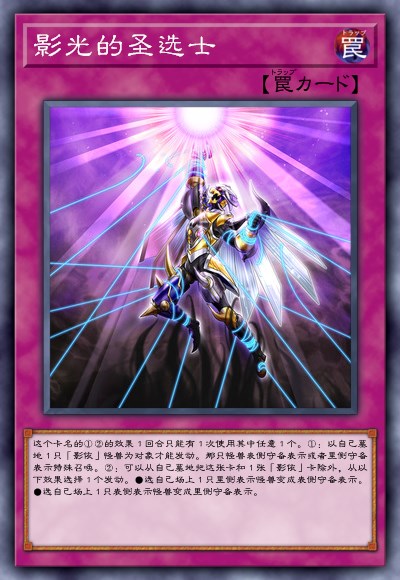 影光的圣选士
トラップ
罠
トラップ
【罠カード】
这个卡名的①②的效果1回合只能有1次使用其中任意1个。①：以自己墓
地1只「影依」怪兽为对象才能发动。那只怪兽表侧守备表示或者里侧守备
表示特殊召唤。②：可以从自己墓地把这张卡和1张「影依」卡除外，从以
下效果选择1个发动。●选自己场上1只里侧表示怪兽变成表侧守备表示。
●选自己场上1只表侧表示怪兽变成里侧守备表示。